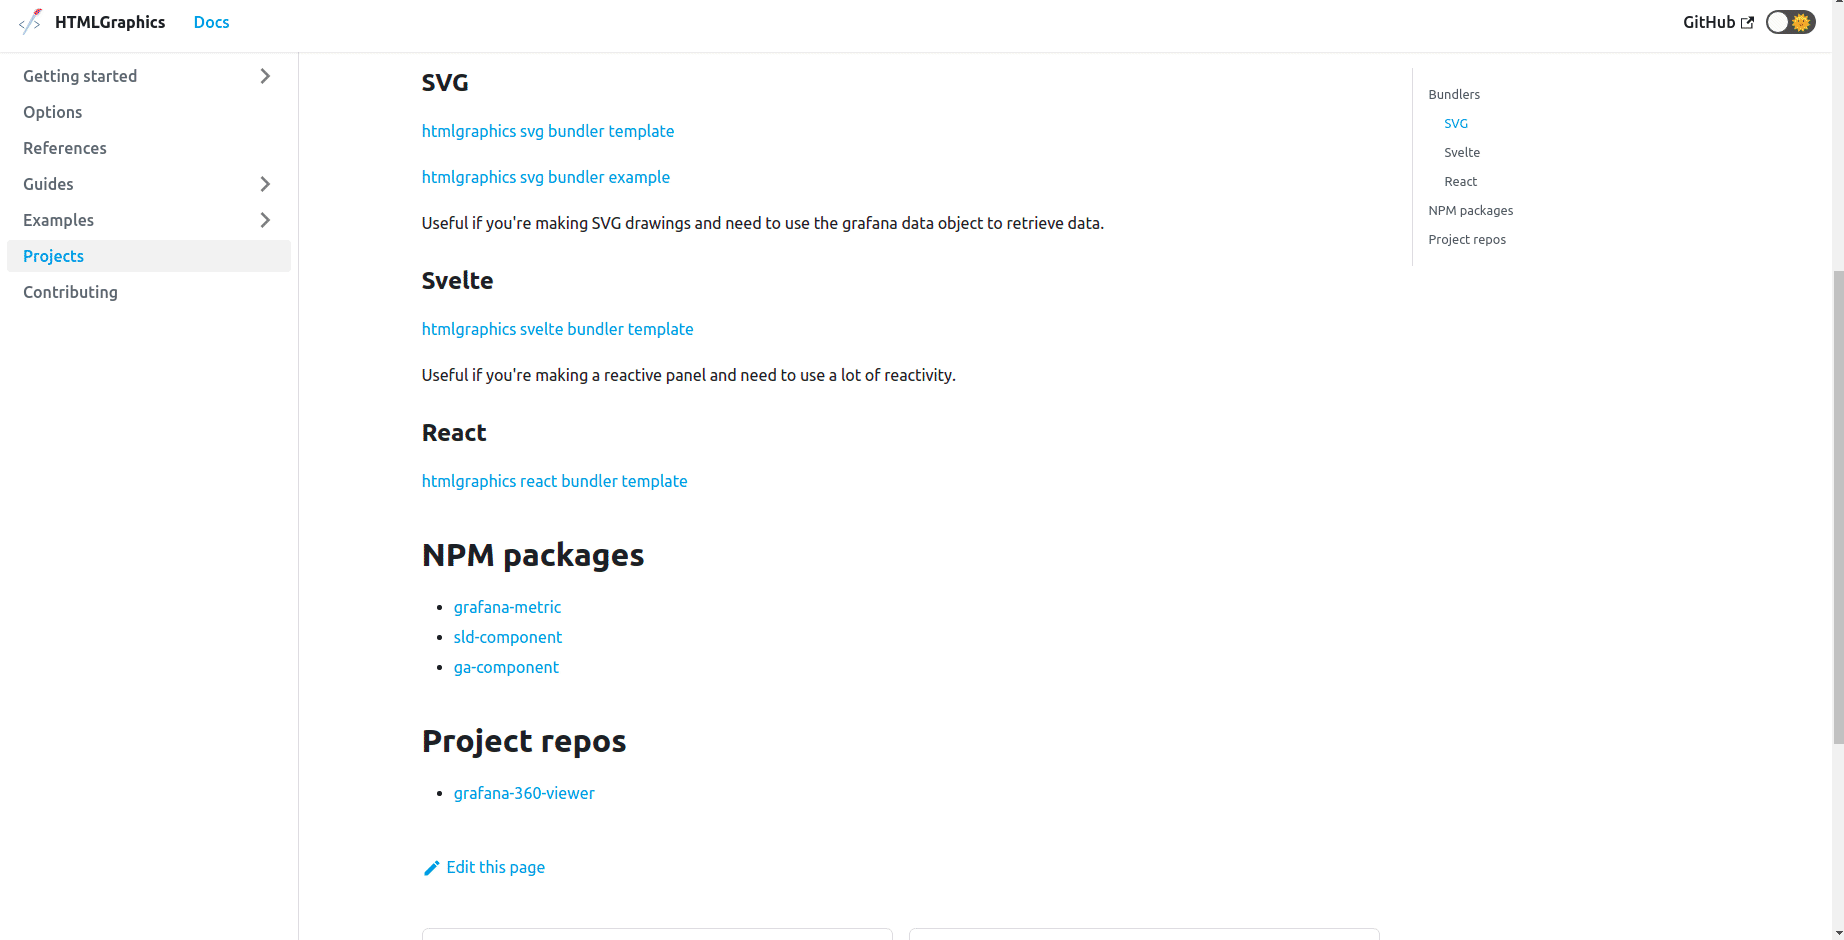 HTMLGraphics
Docs
GitHub
Getting started
Options
References
Guides
Examples
Projects
Contributing
SVG
htmlgraphics svg bundler template
htmlgraphics svg bundler example
Useful if you're making SVG drawings and need to use the grafana data object to retrieve data.
Svelte
htmlgraphics svelte bundler template
Useful if you're making a reactive panel and need to use a lot of reactivity.
React
htmlgraphics react bundler template
NPM packages
grafana-metric
sld-component
ga-component
Project repos
grafana-360-viewer
Edit this page
Bundlers
SVG
Svelte
React
NPM packages
Project repos